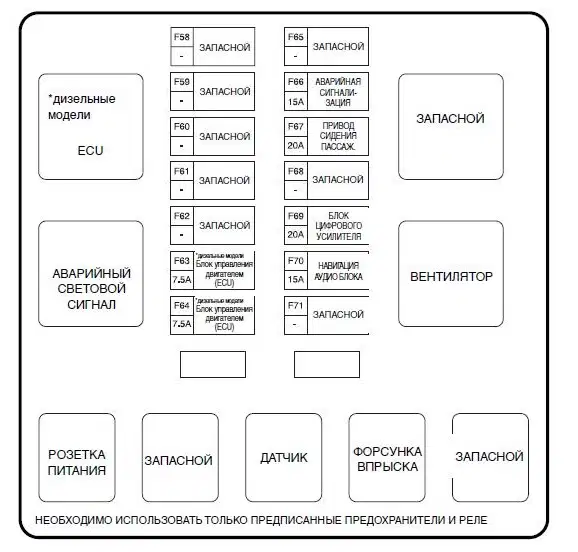 F58
-
ЗАПАСНОЙ
F65
-
ЗАПАСНОЙ
*дизельные
модели
ECU
F59
-
ЗАПАСНОЙ
F66
15A
АВАРИЙНАЯ
СИГНАЛИ-
ЗАЦИЯ
ЗАПАСНОЙ
F60
-
ЗАПАСНОЙ
F67
20A
ПРИВОД
СИДЕНИЯ
ПАССАЖ.
F61
-
ЗАПАСНОЙ
F68
-
ЗАПАСНОЙ
F62
-
ЗАПАСНОЙ
F69
20A
БЛОК
ЦИФРОВОГО
УСИЛИТЕЛЯ
АВАРИЙНЫЙ
СВЕТОВОЙ
СИГНАЛ
F63
7.5A
*дизельные модели
Блок управления
двигателем
(ECU)
F70
15A
НАВИГАЦИЯ
АУДИО БЛОКА
ВЕНТИЛЯТОР
F64
7.5A
*дизельные модели
Блок управления
двигателем
(ECU)
F71
-
ЗАПАСНОЙ
РОЗЕТКА
ПИТАНИЯ
ЗАПАСНОЙ
ДАТЧИК
ФОРСУНКА
ВПРЫСКА
ЗАПАСНОЙ
НЕОБХОДИМО ИСПОЛЬЗОВАТЬ ТОЛЬКО ПРЕДПИСАННЫЕ ПРЕДОХРАНИТЕЛИ И РЕЛЕ